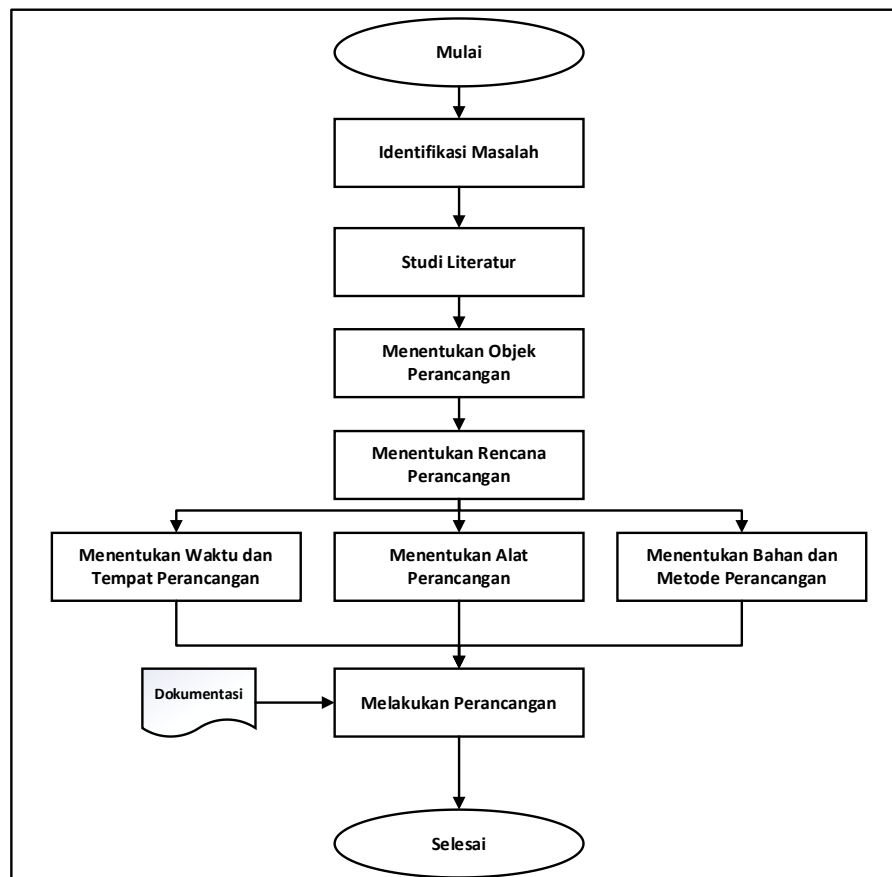 Mulai
Identifikasi Masalah
Studi Literatur
Menentukan Objek
Perancangan
Menentukan Rencana
Perancangan
Menentukan Waktu dan
Tempat Perancangan
Menentukan Alat
Perancangan
Menentukan Bahan dan
Metode Perancangan
Dokumentasi
Melakukan Perancangan
Selesai